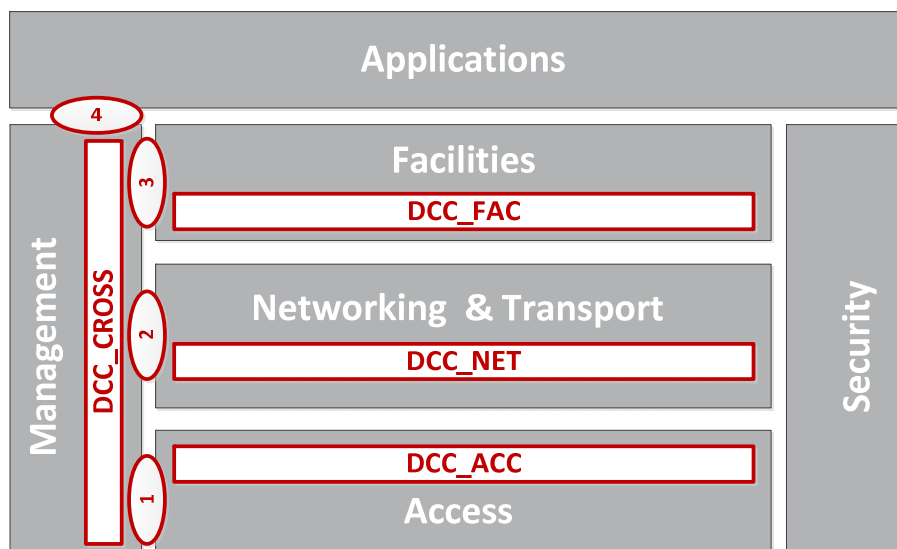 Applications
4
Management
DCC_CROSS
3
Facilities
DCC_FAC
2
Networking & Transport
DCC_NET
1
DCC_ACC
Access
Security